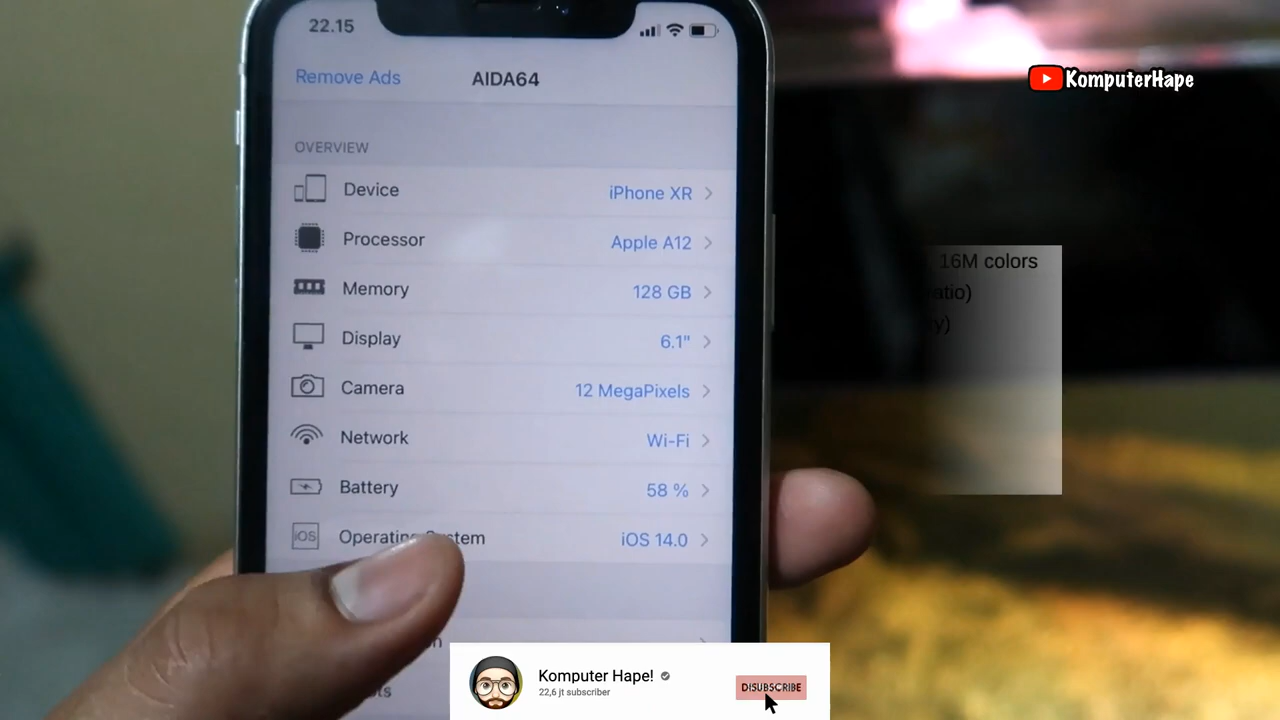 22.15
KomputerHape
Remove Ads
AIDA64
OVERVIEW
Device
iPhone XR
Processor
Apple A12
Memory
128 GB
Display
6.1"
Camera
12 MegaPixels
Network
Wi-Fi
Battery
58 %
iOS
Operating System
iOS 14.0
16M colors
Komputer Hape!
22,6 jt subscriber
DISUBSCRIBE